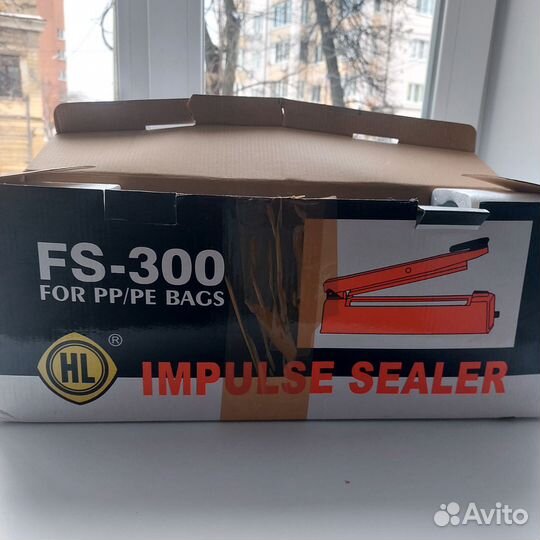 FS-300
FOR PP/PE BAGS
HL ®
IMPULSE SEALER
Avito